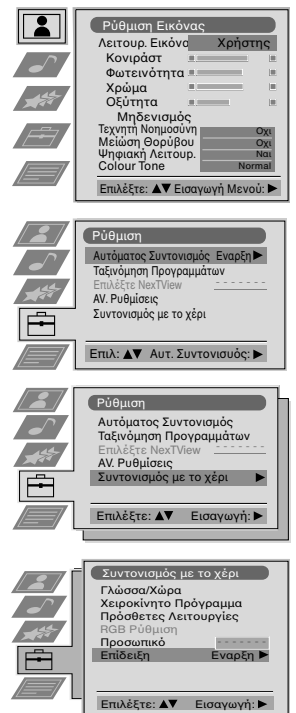 Ρύθμιση Εικόνας
Λειτουρ. Εικόνα Χρήστης
Κονιράστ
Φωτεινότητα
Χρώμα
Οξύτητα
Μηδενισμός
Τεχνητή Νοημοσύνη Οχι
Μείωση Θορύβου Οχι
Ψηφιακή Λειτουρ. Ναι
Colour Tone Normal
Επιλέξτε: ▲▼ Εισαγωγή Μενού: ▶
Ρύθμιση
Αυτόματος Συντονισμός Εναρξη ▶
Ταξινόμηση Προγραμμάτων
Επιλέξτε NexTView - - - - - - -
AV. Ρυθμίσεις
Συντονισμός με το χέρι
Επιλ: ▲▼ Αυτ. Συντονισυός: ▶
Ρύθμιση
Αυτόματος Συντονισμός
Ταξινόμηση Προγραμμάτων
Επιλέξτε NexTView - - - - - - -
AV. Ρυθμίσεις
Συντονισμός με το χέρι ▶
Επιλέξτε: ▲▼ Εισαγωγή: ▶
Συντονισμός με το χέρι
Γλώσσα/Χώρα
Χειροκίνητο Πρόγραμμα
Πρόσθετες Λειτουργίες
RGB Ρύθμιση
Προσωπικό - - - - - - -
Επίδειξη Εναρξη ▶
Επιλέξτε: ▲▼ Εισαγωγή: ▶